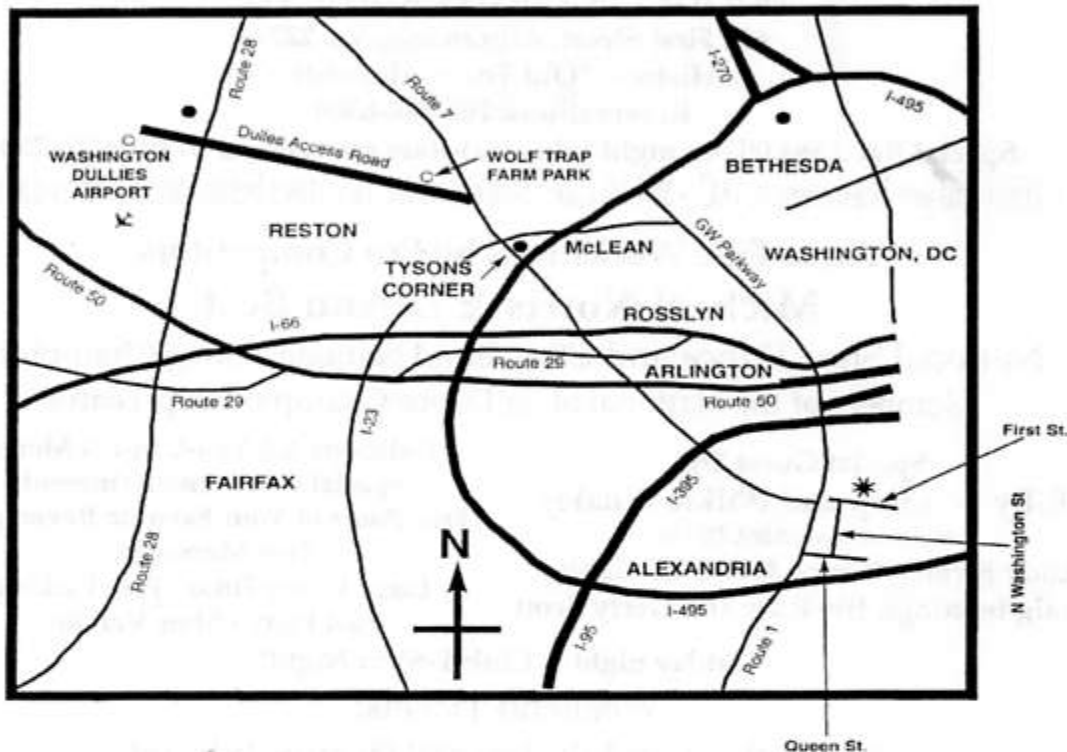 Route 28
Route 7
I-270
I-495
Dulles Access Road
WASHINGTON
DULLIES
AIRPORT
WOLF TRAP
FARM PARK
BETHESDA
RESTON
McLEAN
GW Parkway
WASHINGTON, DC
TYSONS
CORNER
Route 50
I-66
ROSSLYN
Route 29
ARLINGTON
Route 29
Route 50
I-23
First St.
I-395
FAIRFAX
N Washington St
Route 28
N
ALEXANDRIA
I-495
I-95
Route 1
Queen St.